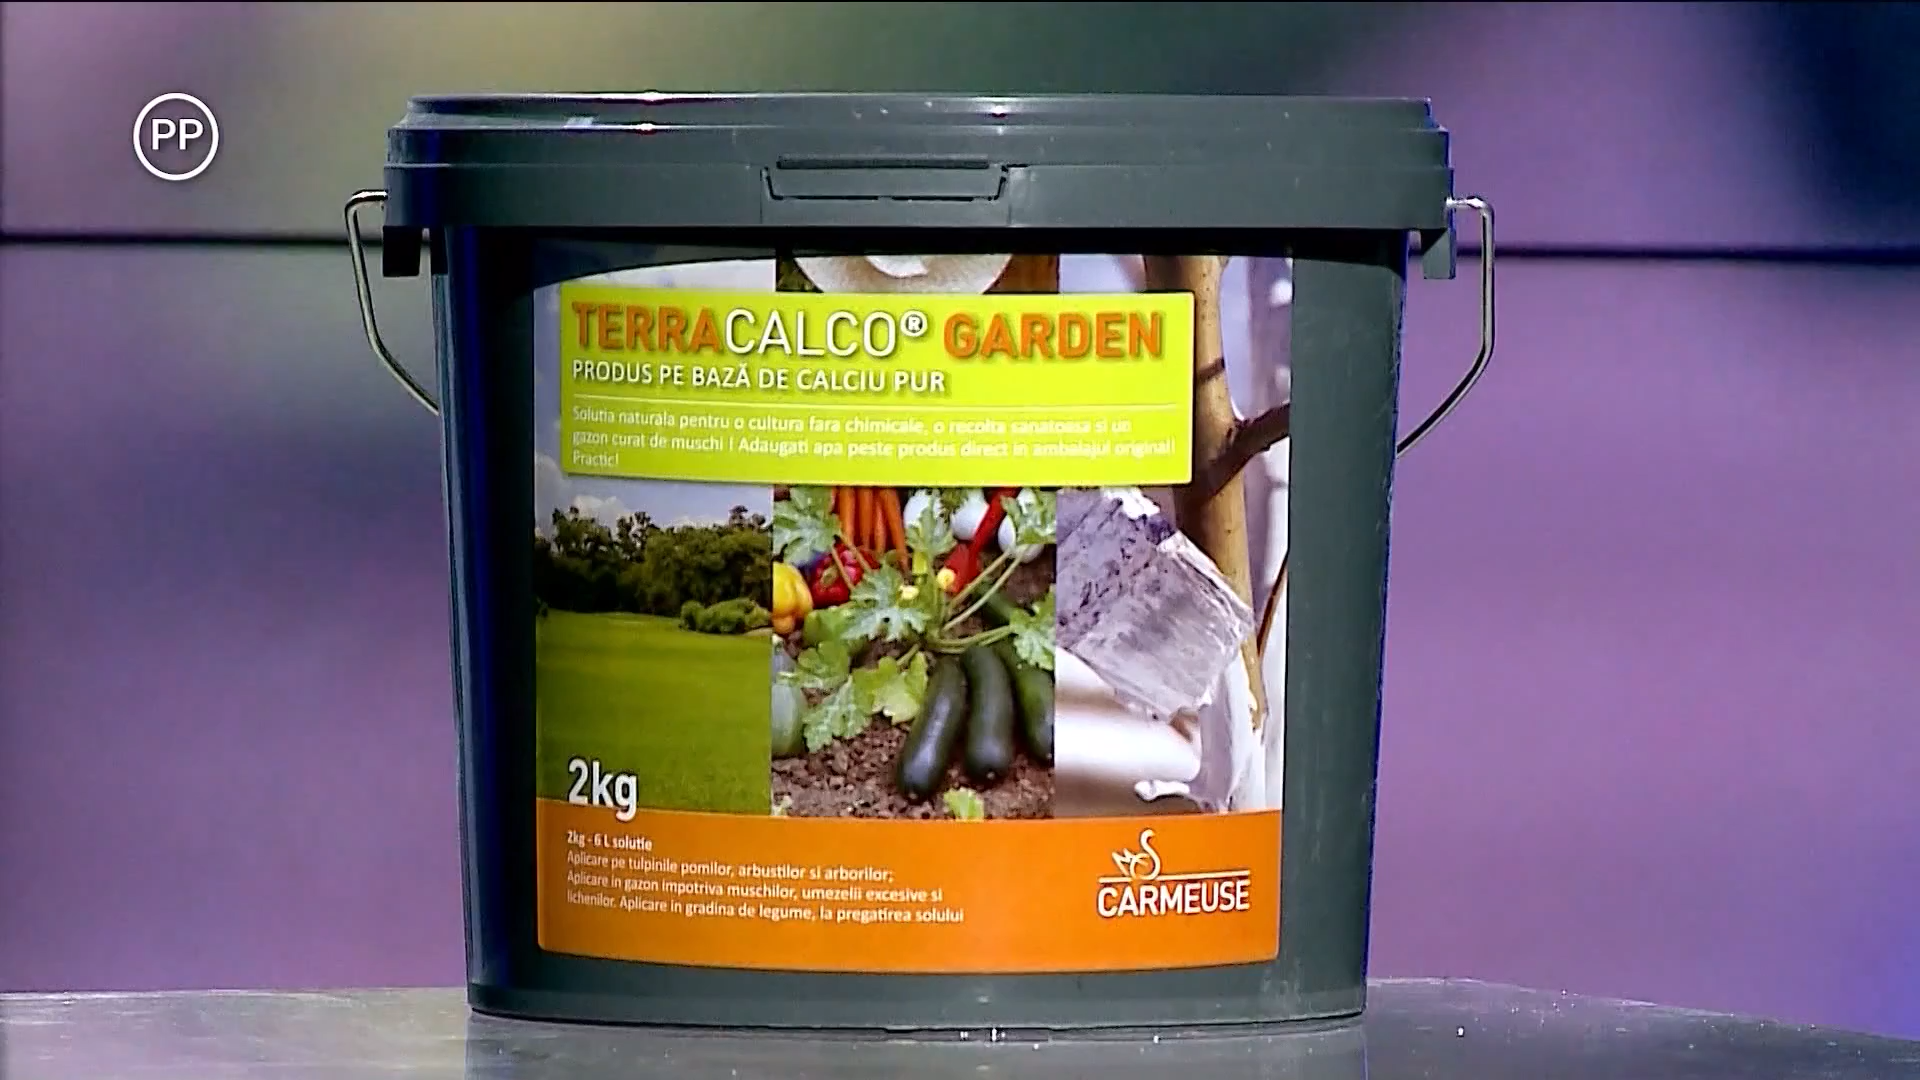 PP
TERRACALCO® GARDEN
PRODUS PE BAZĂ DE CALCIU PUR
Solutia naturala pentru o cultura fara chimicale, o recolta sanatoasa si un
gazon curat de muschi ! Adaugati apa peste produs direct in ambalajul original!
Practic!
2kg
2kg - 6 L solutie
Aplicare pe tulpinile pomilor, arbustilor si arborilor;
Aplicare in gazon impotriva muschilor, umezelii excesive si
lichenilor. Aplicare in gradina de legume, la pregatirea solului
CARMEUSE